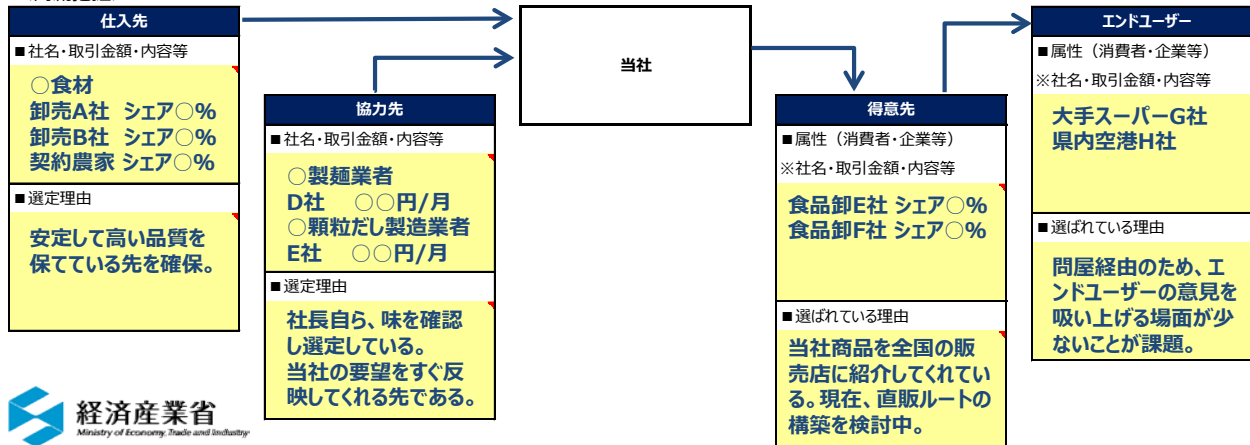 仕入先
■社名・取引金額・内容等
○食材
卸売A社 シェア○%
卸売B社 シェア○%
契約農家 シェア○%
■選定理由
安定して高い品質を
保てている先を確保。
協力先
■社名・取引金額・内容等
○製麺業者
D社 ○○円/月
○顆粒だし製造業者
E社 ○○円/月
■選定理由
社長自ら、味を確認
し選定している。
当社の要望をすぐ反
映してくれる先である。
当社
得意先
■属性（消費者・企業等）
※社名・取引金額・内容等
食品卸E社 シェア○%
食品卸F社 シェア○%
■選ばれている理由
当社商品を全国の販
売店に紹介してくれてい
る。現在、直販ルートの
構築を検討中。
エンドユーザー
■属性（消費者・企業等）
※社名・取引金額・内容等
大手スーパーG社
県内空港H社
■選ばれている理由
問屋経由のため、エ
ンドユーザーの意見を
吸い上げる場面が少
ないことが課題。
経済産業省
Ministry of Economy, Trade and Industry